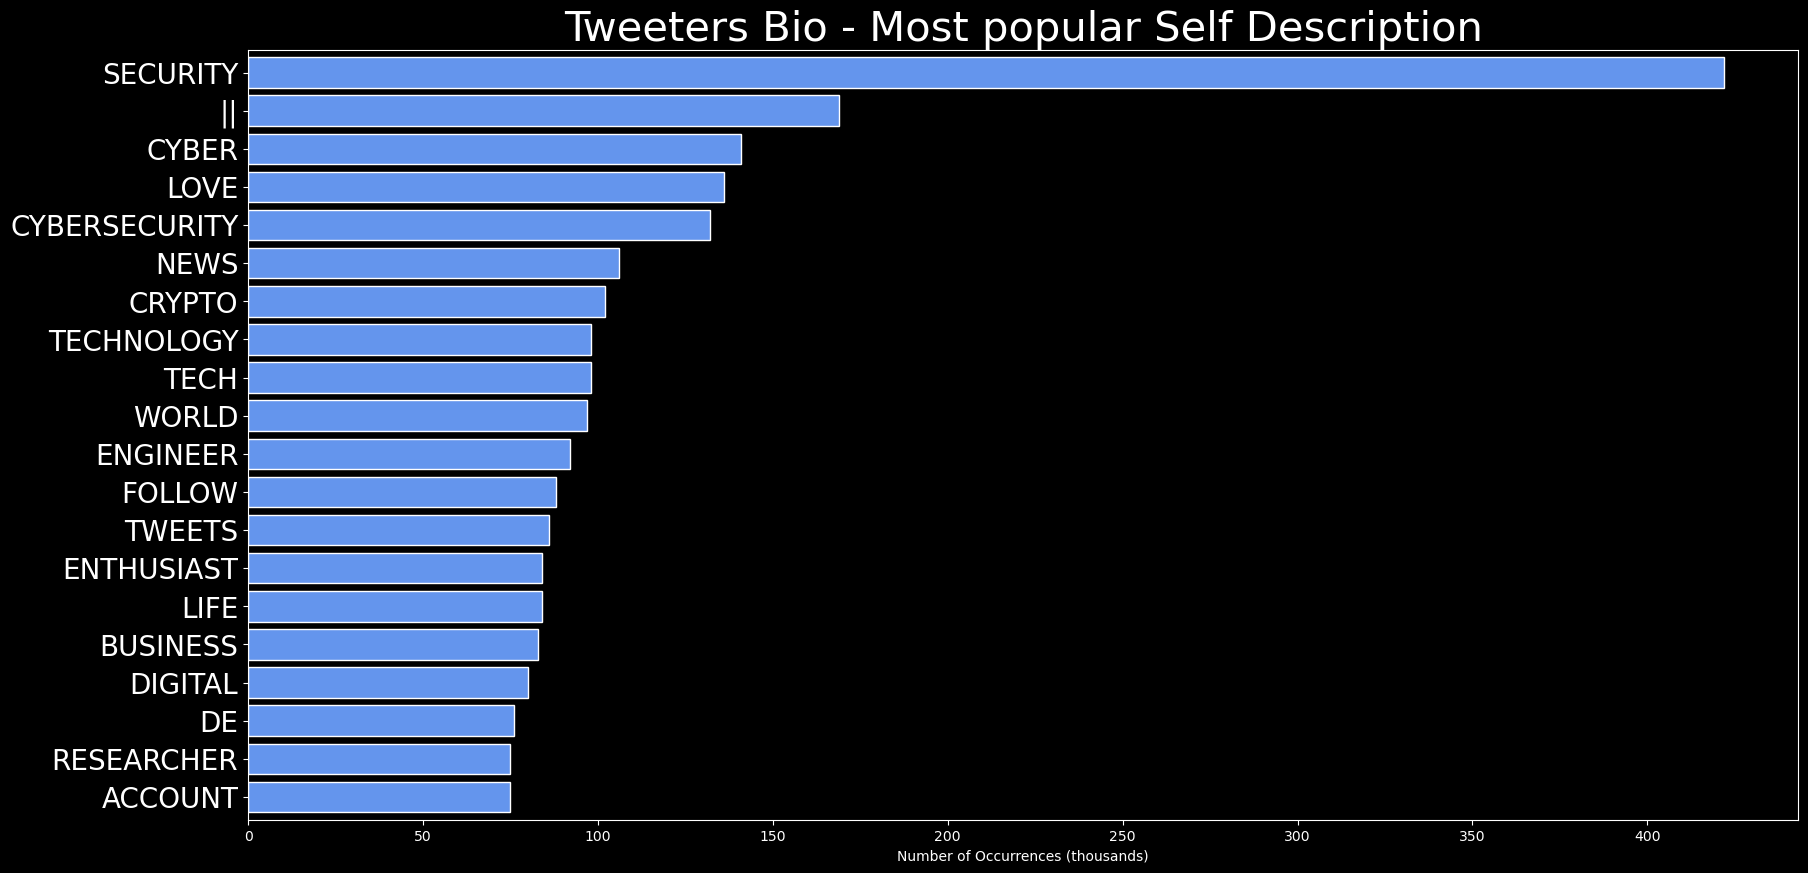 Tweeters Bio - Most popular Self Description
SECURITY
||
CYBER
LOVE
CYBERSECURITY
NEWS
CRYPTO
TECHNOLOGY
TECH
WORLD
ENGINEER
FOLLOW
TWEETS
ENTHUSIAST
LIFE
BUSINESS
DIGITAL
DE
RESEARCHER
ACCOUNT
0 50 100 150 200 250 300 350 400
Number of Occurrences (thousands)